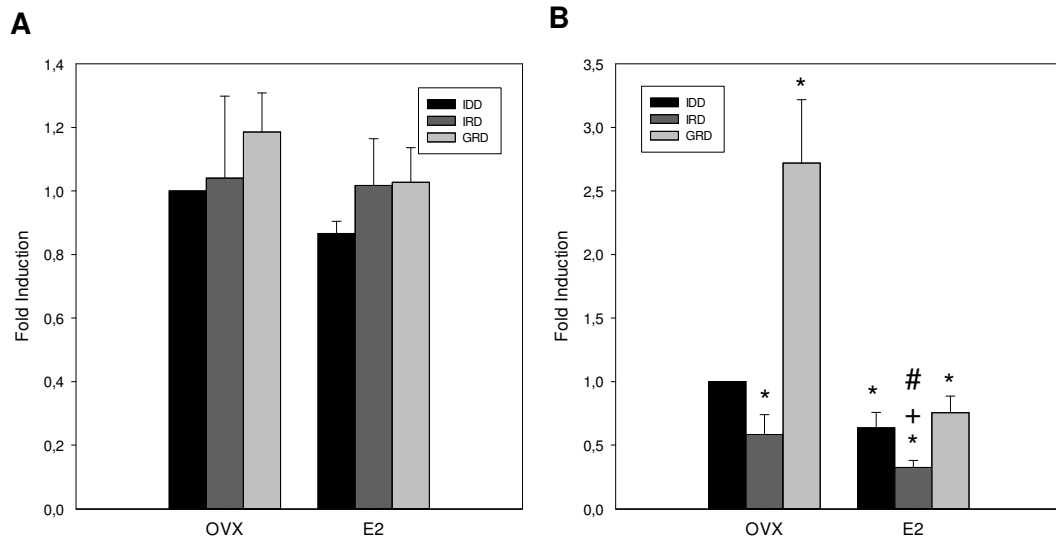 A
1,4
1,2
1,0
0,8
0,6
0,4
0,2
0,0
Fold Induction
IDD
IRD
GRD
OVX
E2
B
3,5
3,0
2,5
2,0
1,5
1,0
0,5
0,0
Fold Induction
IDD
IRD
GRD
*
*
*
#
+
*
*
OVX
E2